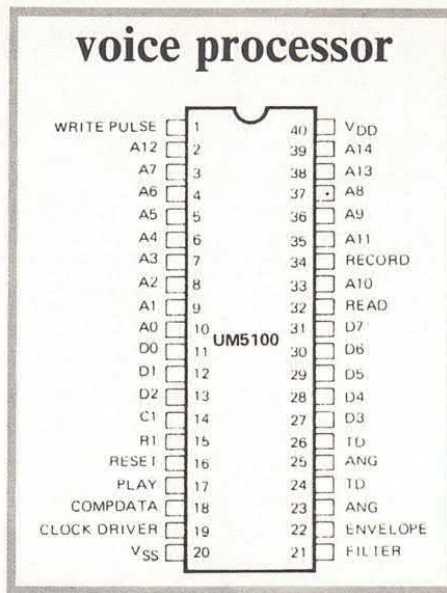 voice processor
WRITE PULSE 1 40 VDD
A12 2 39 A14
A7 3 38 A13
A6 4 37 A8
A5 5 36 A9
A4 6 35 A11
A3 7 34 RECORD
A2 8 33 A10
A1 9 32 READ
A0 10 31 D7
UM5100
D0 11 30 D6
D1 12 29 D5
D2 13 28 D4
C1 14 27 D3
R1 15 26 TD
RESET 16 25 ANG
PLAY 17 24 TD
COMPDATA 18 23 ANG
CLOCK DRIVER 19 22 ENVELOPE
VSS 20 21 FILTER